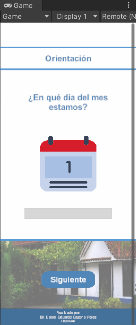 Game
Game
Display 1
Remote (N
Orientación
¿En qué día del mes
estamos?
1
Siguiente